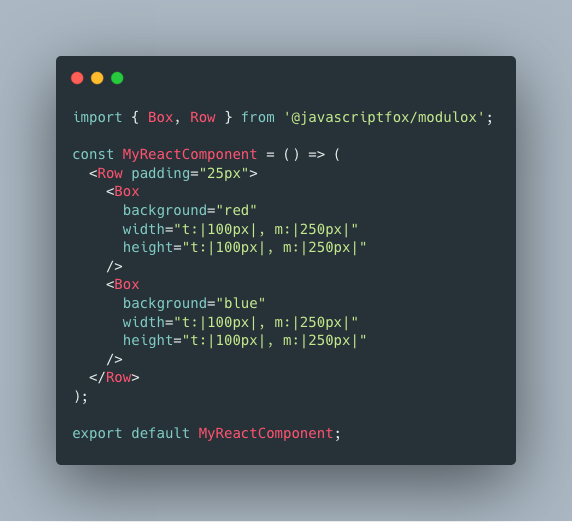 import { Box, Row } from '@javascriptfox/modulox';
const MyReactComponent = () => (
<Row padding="25px">
<Box
background="red"
width="t:|100px|, m:|250px|"
height="t:|100px|, m:|250px|"
/>
<Box
background="blue"
width="t:|100px|, m:|250px|"
height="t:|100px|, m:|250px|"
/>
</Row>
);
export default MyReactComponent;